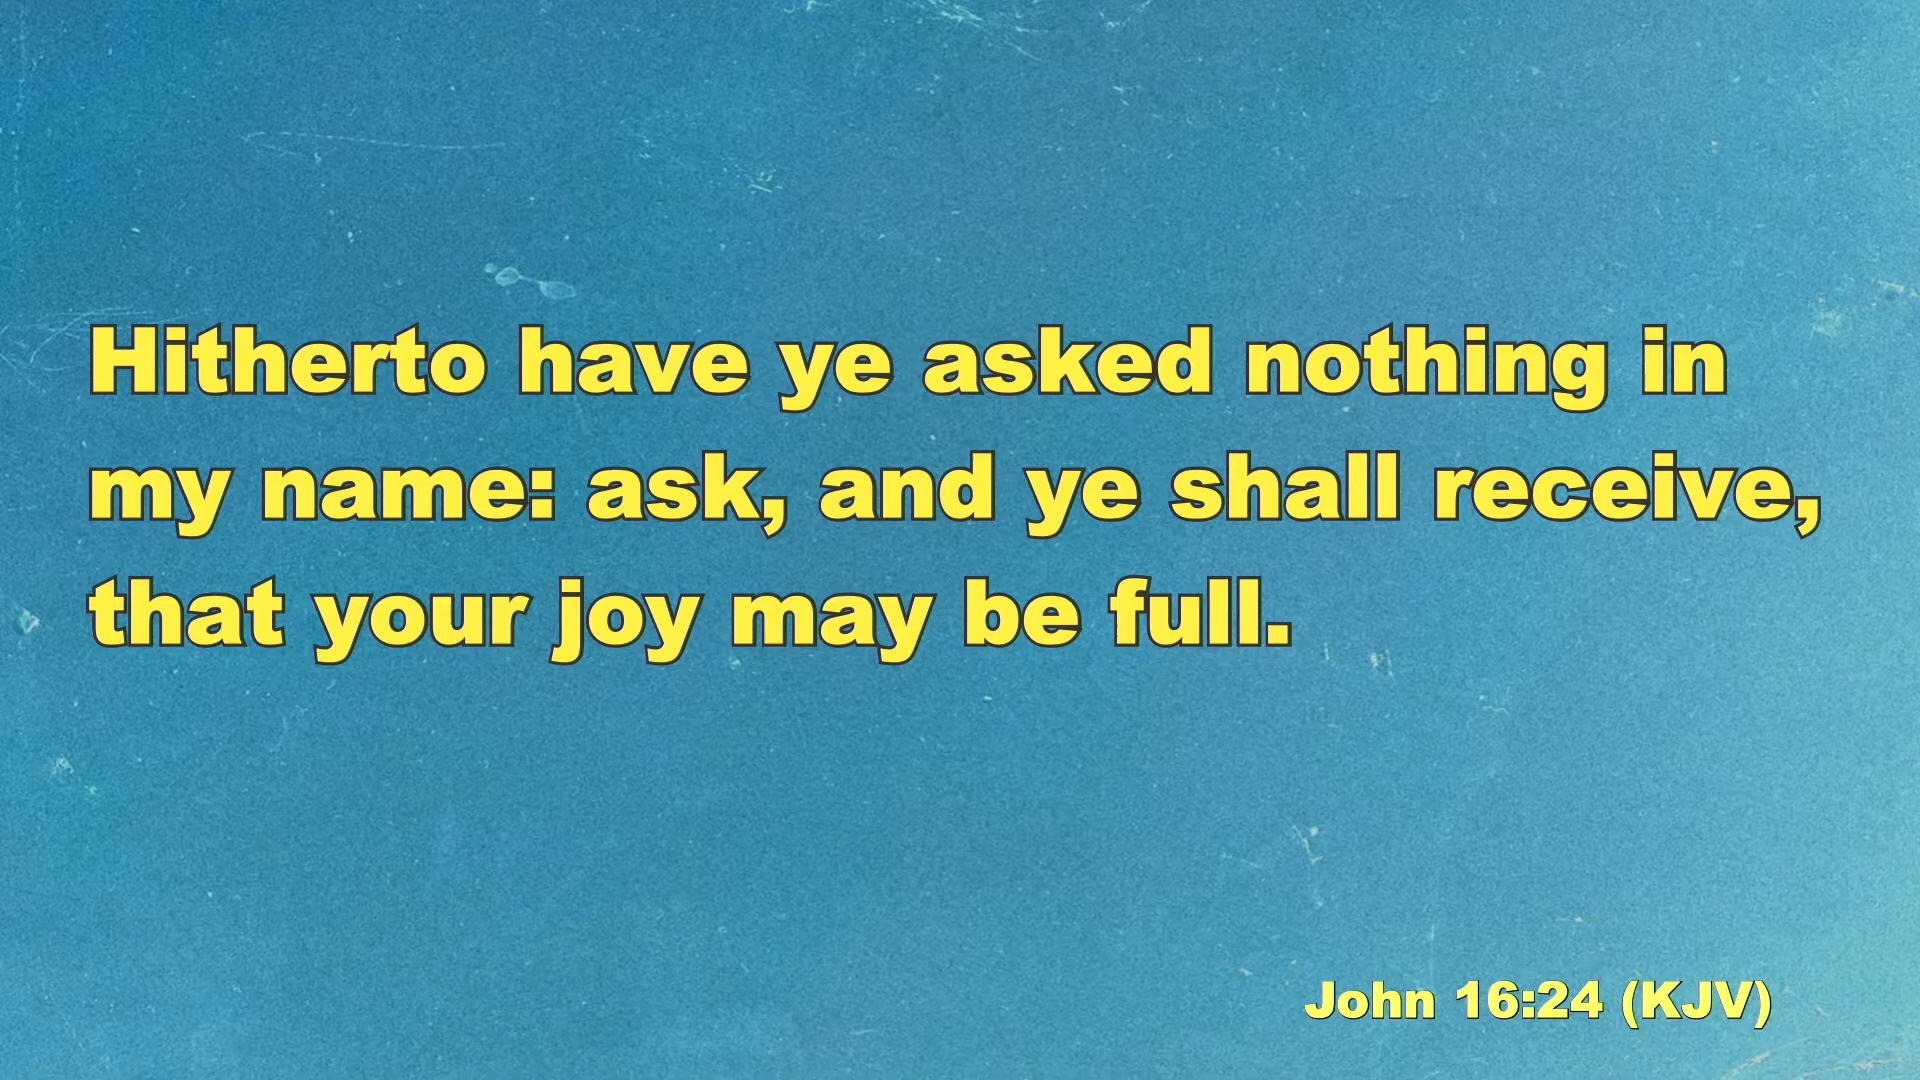 Hitherto have ye asked nothing in
my name: ask, and ye shall receive,
that your joy may be full.
John 16:24 (KJV)